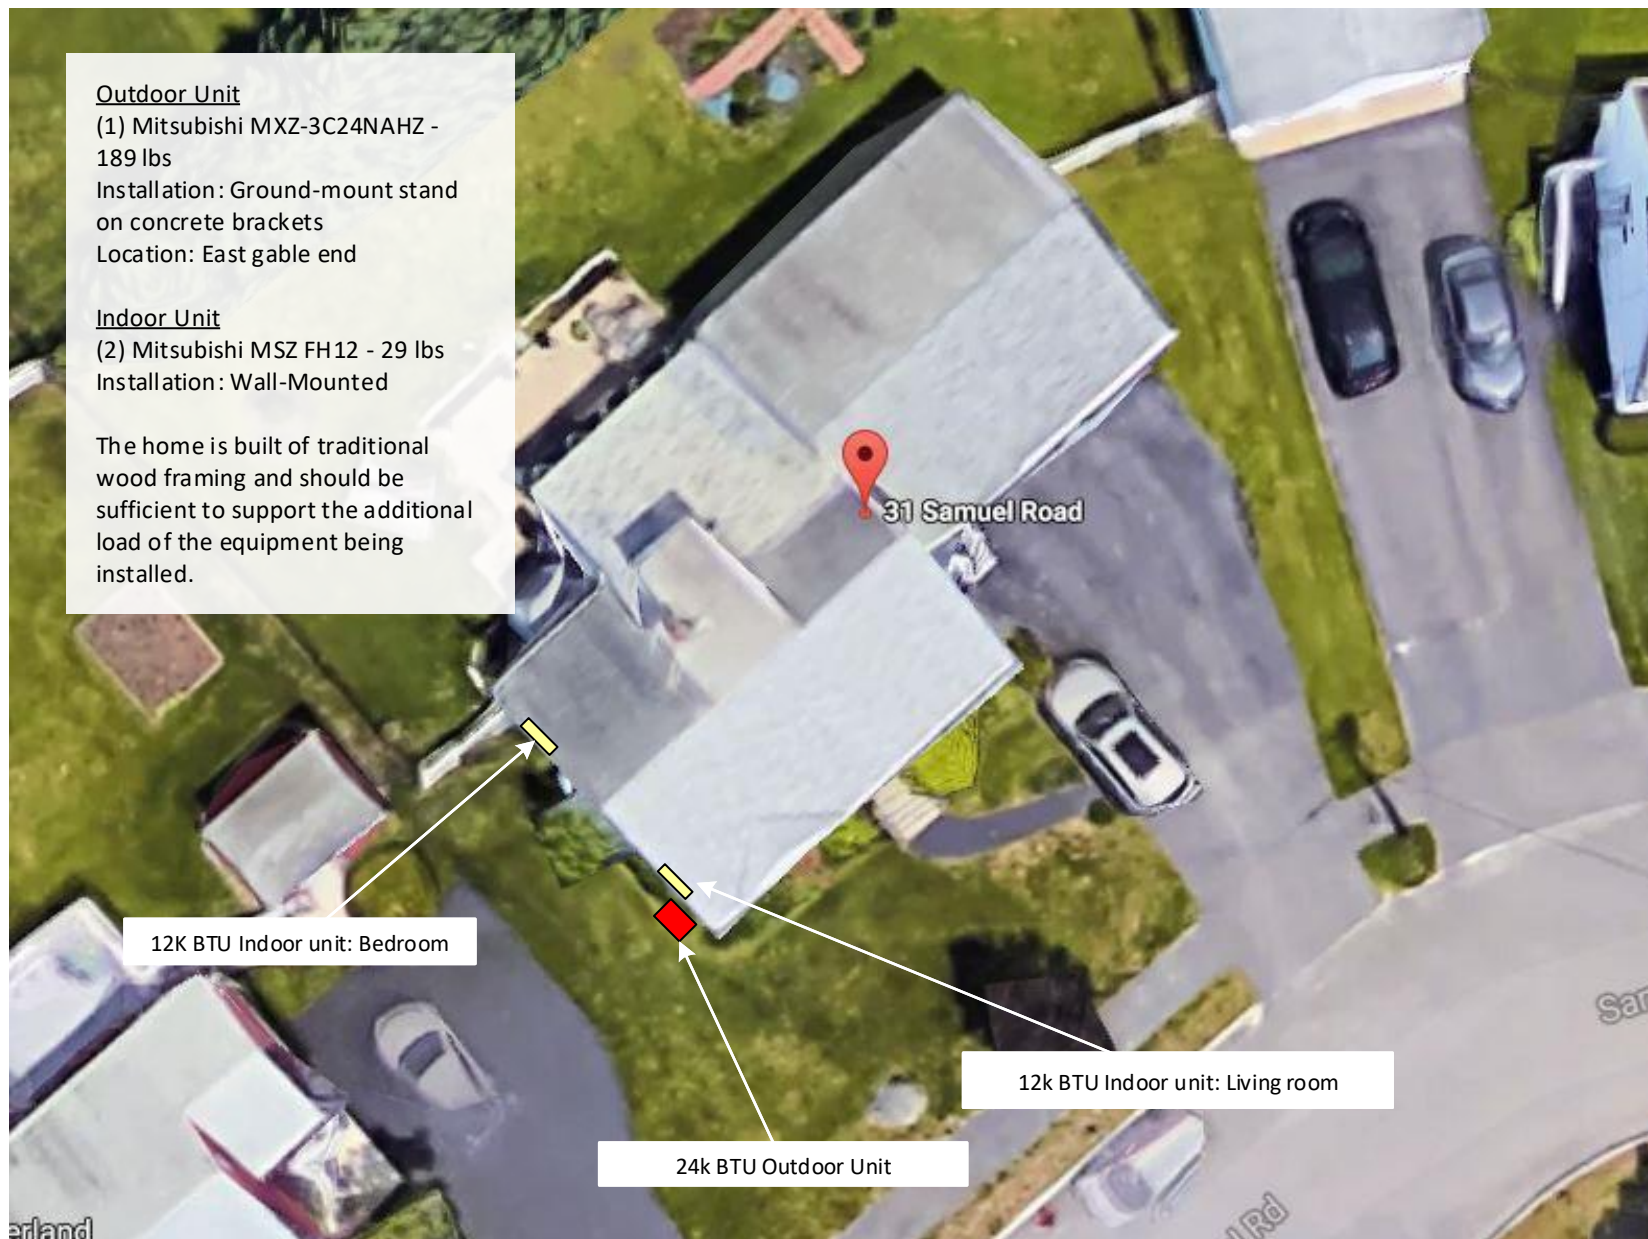 Outdoor Unit
(1) Mitsubishi MXZ-3C24NAHZ -
189 lbs
Installation: Ground-mount stand
on concrete brackets
Location: East gable end
Indoor Unit
(2) Mitsubishi MSZ FH12 - 29 lbs
Installation: Wall-Mounted
The home is built of traditional
wood framing and should be
sufficient to support the additional
load of the equipment being
installed.
31 Samuel Road
12K BTU Indoor unit: Bedroom
12k BTU Indoor unit: Living room
24k BTU Outdoor Unit
Rd